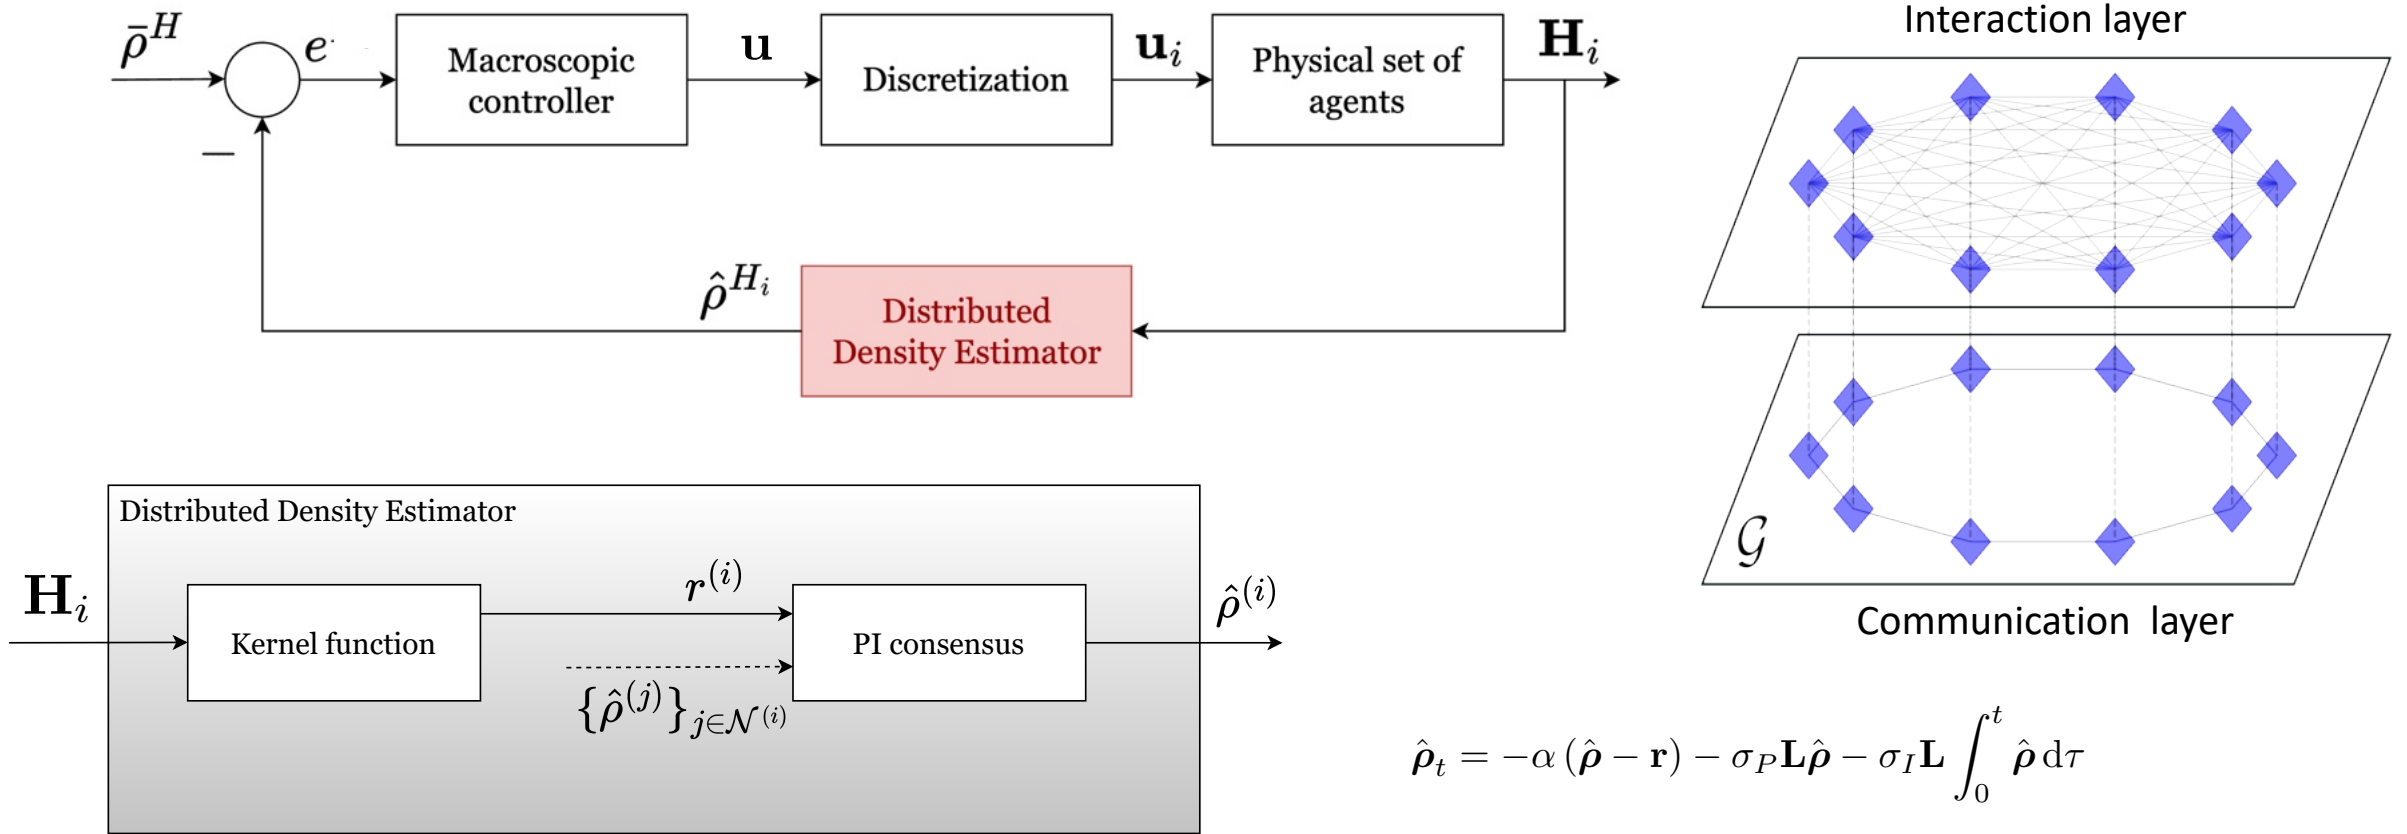 Interaction layer
ρ̄^H
e
Macroscopic
controller
u
Discretization
u_i
Physical set of
agents
H_i
−
ρ̂^{H_i}
Distributed
Density Estimator
Distributed Density Estimator
H_i
Kernel function
r^{(i)}
{ρ̂^{(j)}}_{j∈𝒩^{(i)}}
PI consensus
ρ̂^{(i)}
𝒢
Communication layer
ρ̂_t = −α (ρ̂ − r) − σ_P Lρ̂ − σ_I L ∫_0^t ρ̂ dτ